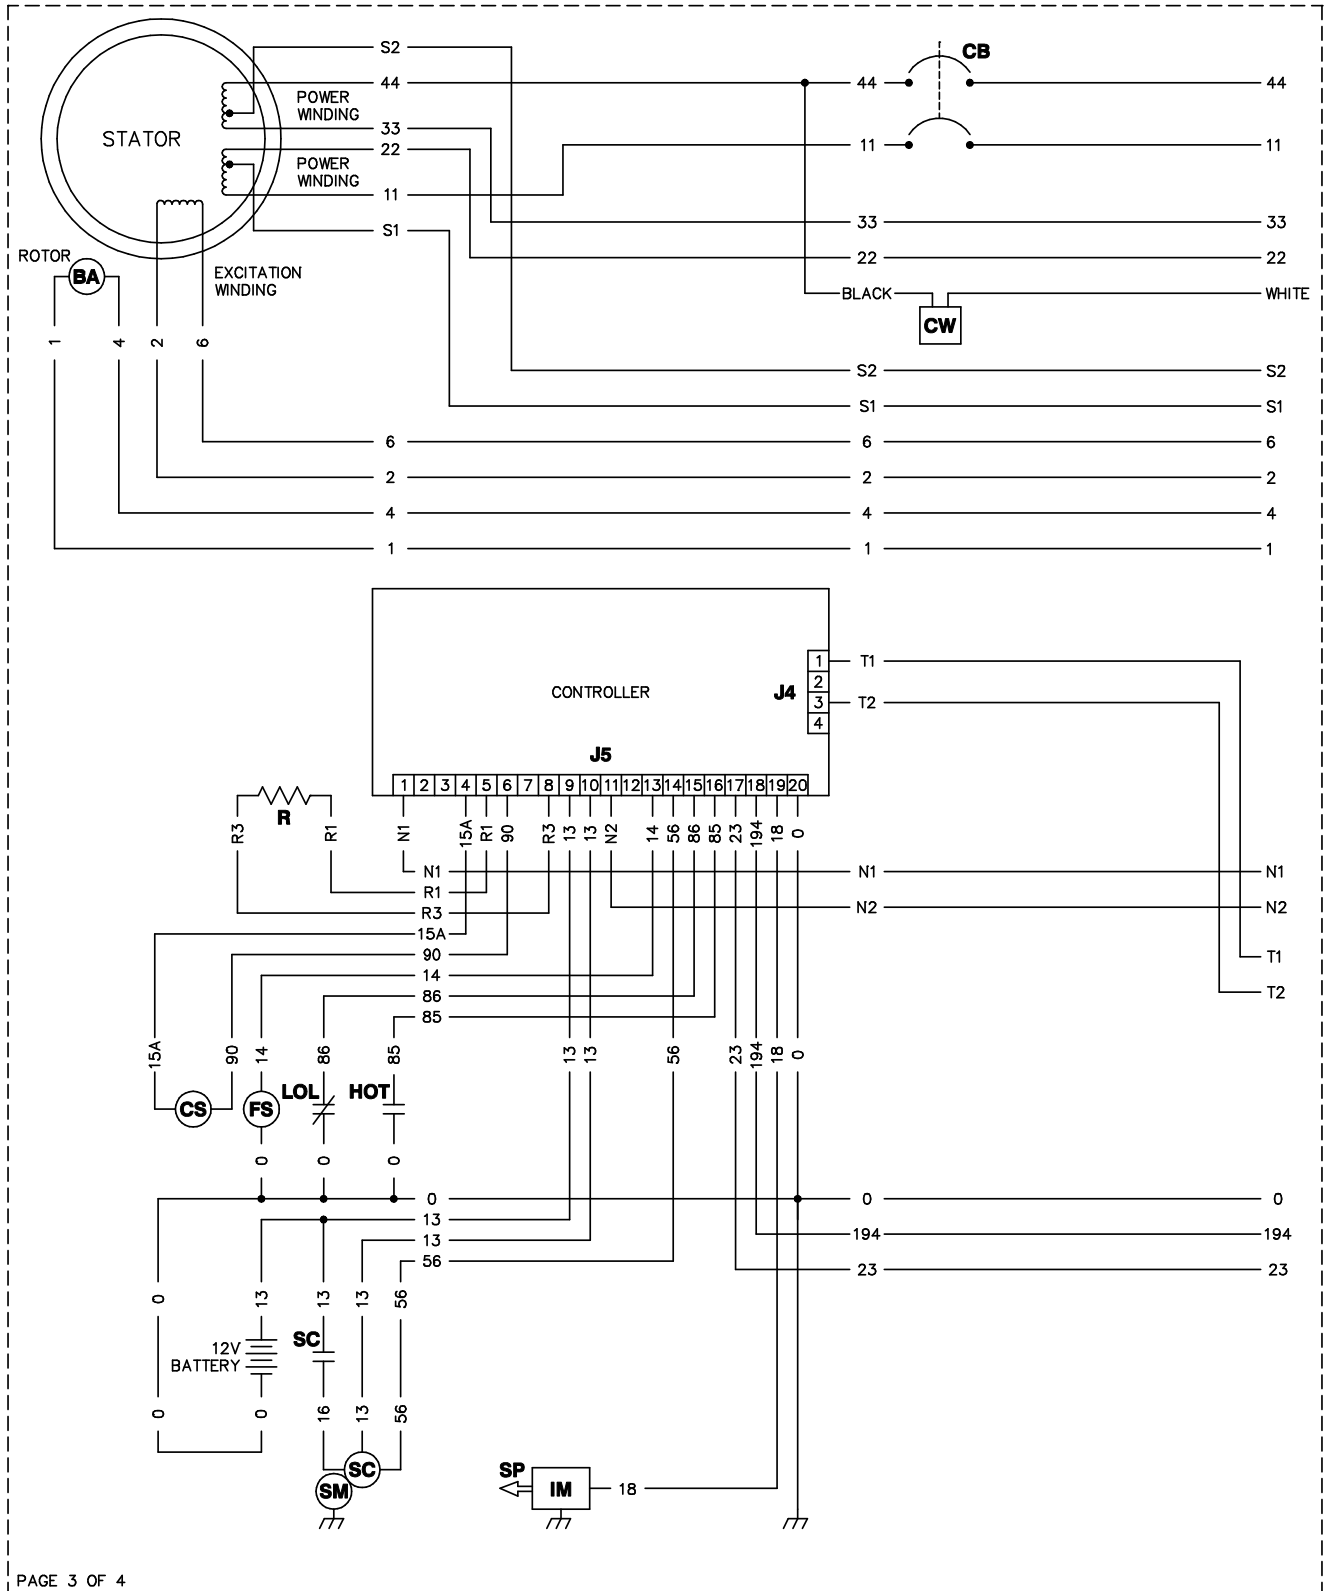 S2
44 44 CB 44
POWER
WINDING
STATOR
33
22 11 11
POWER
WINDING
11
33 33
S1
ROTOR BA
22 22
EXCITATION
WINDING
BLACK WHITE
CW
1 4 2 6
S2 S2
S1 S1
6 6 6
2 2 2
4 4 4
1 1 1
1 T1
CONTROLLER J4 2
3 T2
4
J5
1 2 3 4 5 6 7 8 9 10 11 12 13 14 15 16 17 18 19 20
R
R3 R1 N1 15A R1 90 R3 13 13 N2 14 56 86 85 23 194 18 0
N1 N1 N1
R1
R3 N2 N2
15A
90 T1
14
86 T2
85
15A 90 14 86 85 13 13 56 23 194 18 0
LOL HOT
CS FS
0 0 0
0 0 0
13
13 194 194
56
23 23
0 13 13 13 56
SC
12V
BATTERY
0 0 16 13 56
SC
SP
SM IM 18
PAGE 3 OF 4